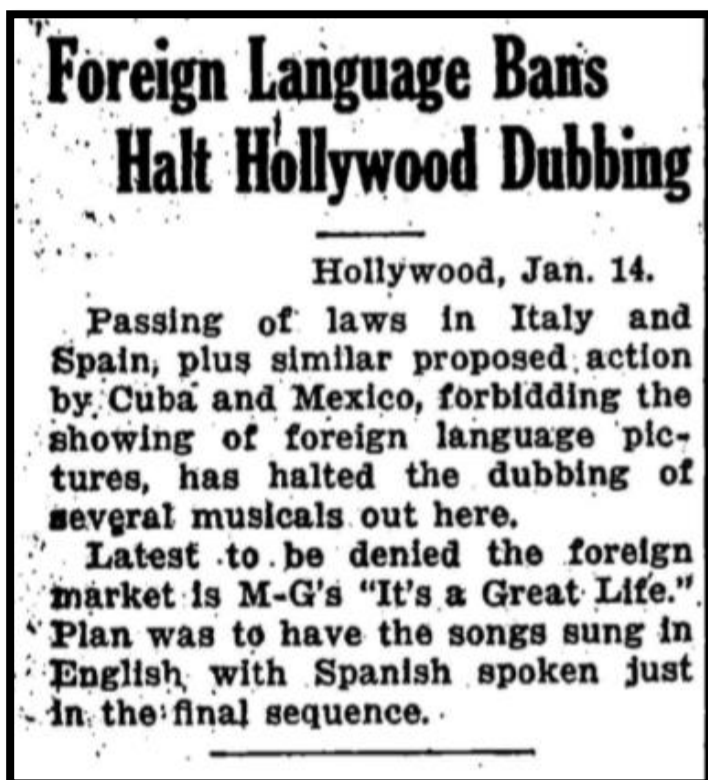 Foreign Language Bans
Halt Hollywood Dubbing
Hollywood, Jan. 14.
Passing of laws in Italy and
Spain, plus similar proposed action
by Cuba and Mexico, forbidding the
showing of foreign language pic-
tures, has halted the dubbing of
several musicals out here.
Latest to be denied the foreign
market is M-G's "It's a Great Life."
Plan was to have the songs sung in
English with Spanish spoken just
in the final sequence.